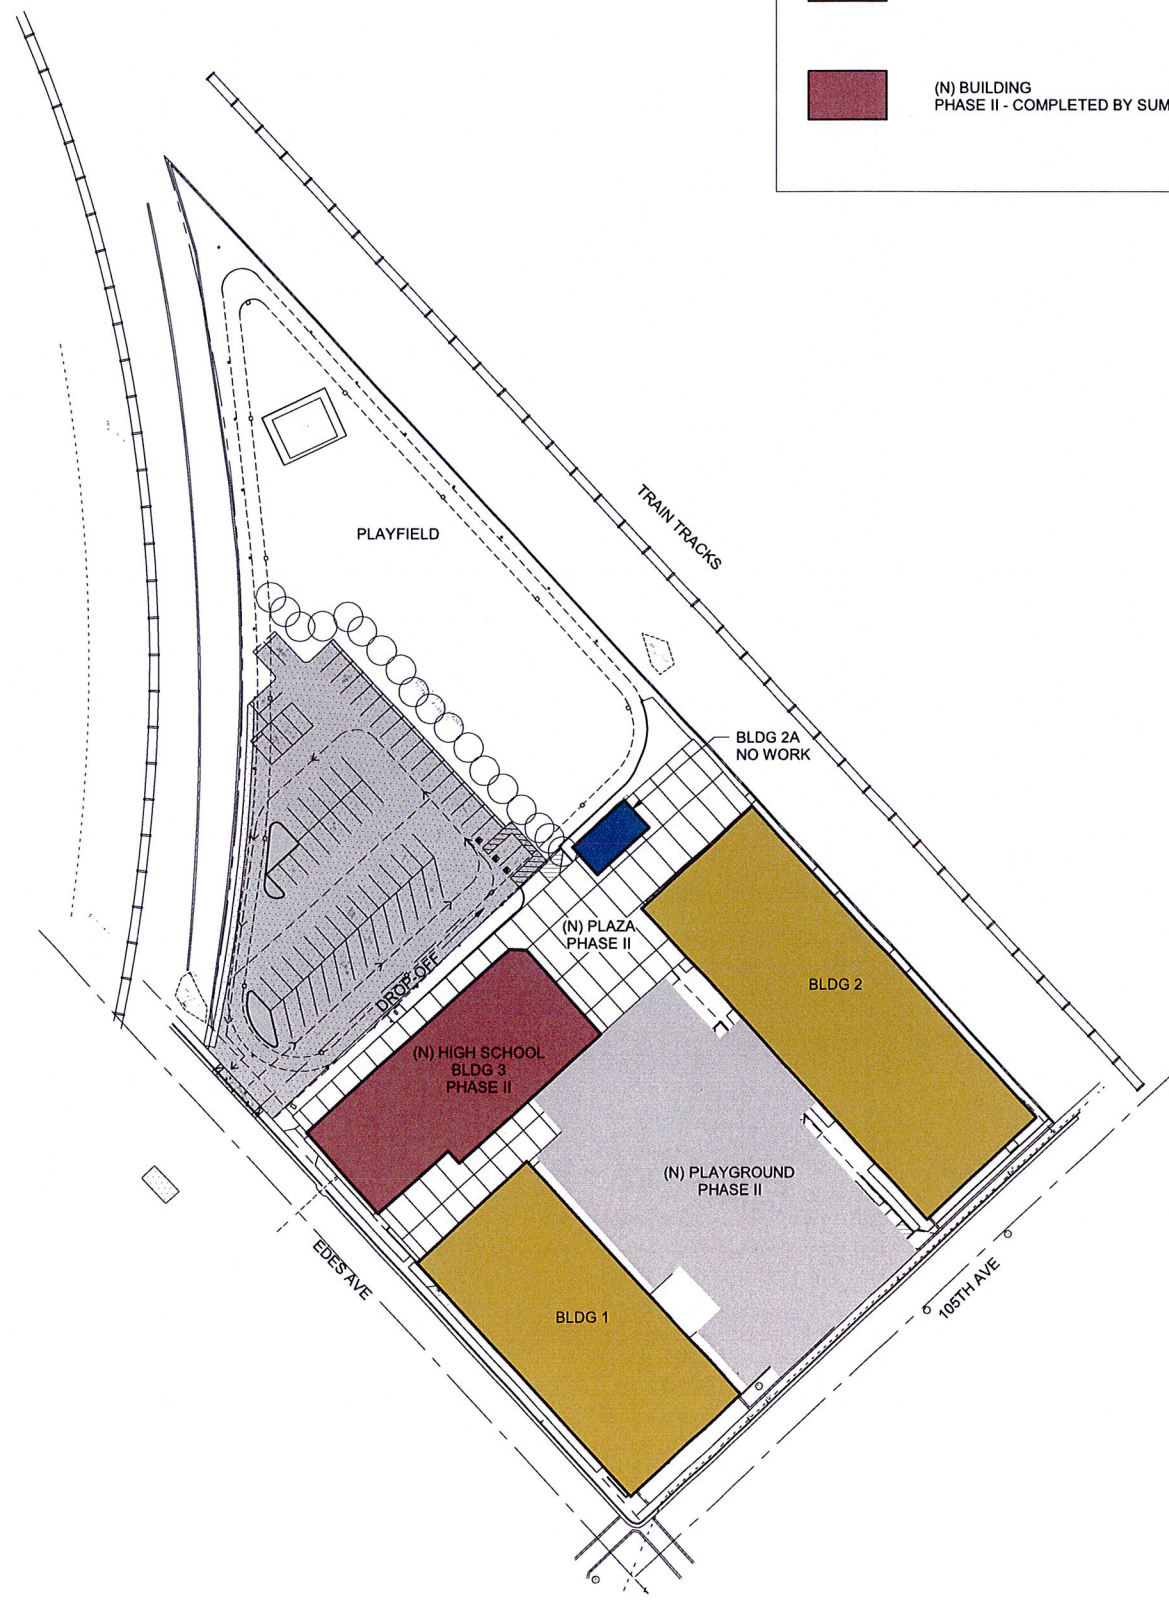 (N) BUILDING
PHASE II - COMPLETED BY SUM
TRAIN TRACKS
PLAYFIELD
BLDG 2A
NO WORK
(N) PLAZA
PHASE II
BLDG 2
DROP-OFF
(N) HIGH SCHOOL
BLDG 3
PHASE II
(N) PLAYGROUND
PHASE II
EDES AVE
105TH AVE
BLDG 1